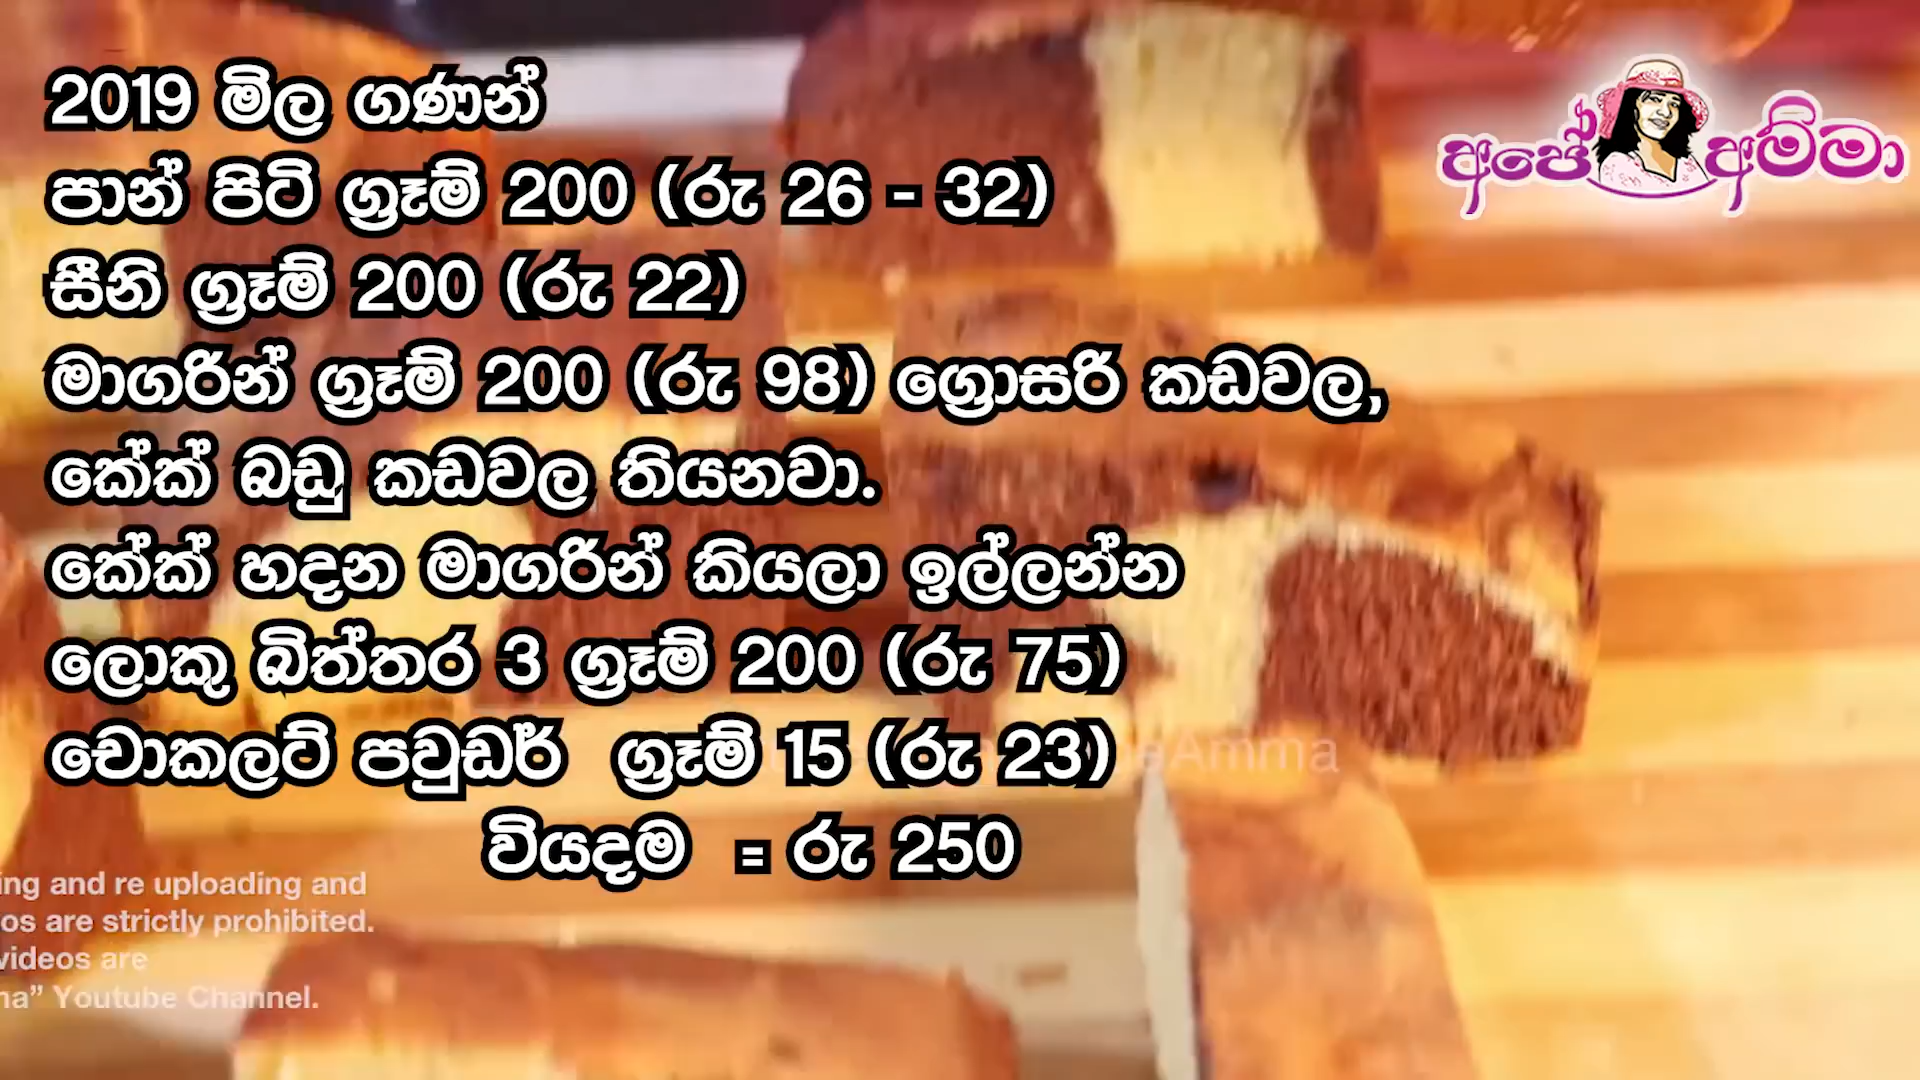 2019 මිල ගණන්
අපේ අම්මා
පාන් පිටි ග්‍රෑම් 200 (රු 26 - 32)
සීනි ග්‍රෑම් 200 (රු 22)
මාගරින් ග්‍රෑම් 200 (රු 98) ග්‍රොසරි කඩවල,
කේක් බඩු කඩවල තියනවා.
කේක් හදන මාගරින් කියලා ඉල්ලන්න
ලොකු බිත්තර 3 ග්‍රෑම් 200 (රු 75)
චොකලට් පවුඩර් ග්‍රෑම් 15 (රු 23)
වියදම = රු 250
ing and re uploading and
os are strictly prohibited.
videos are
na” Youtube Channel.